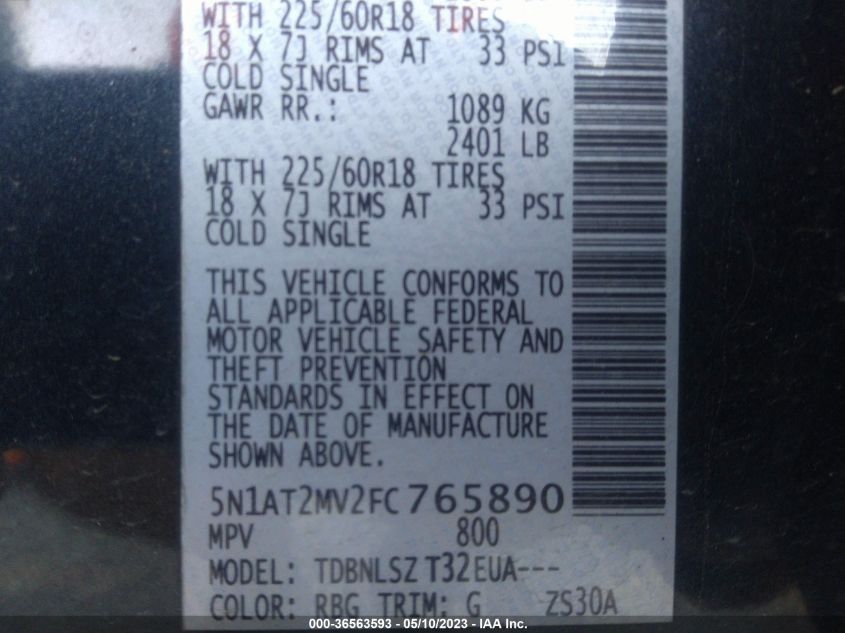 WITH 225/60R18 TIRES
18 X 7J RIMS AT 33 PSI
COLD SINGLE
GAWR RR.: 1089 KG
2401 LB
WITH 225/60R18 TIRES
18 X 7J RIMS AT 33 PSI
COLD SINGLE
THIS VEHICLE CONFORMS TO
ALL APPLICABLE FEDERAL
MOTOR VEHICLE SAFETY AND
THEFT PREVENTION
STANDARDS IN EFFECT ON
THE DATE OF MANUFACTURE
SHOWN ABOVE.
5N1AT2MV2FC765890
MPV 800
MODEL: TDBNLSZ T32EUA---
COLOR: RBG TRIM: G ZS30A
000-36563593 - 05/10/2023 - IAA Inc.